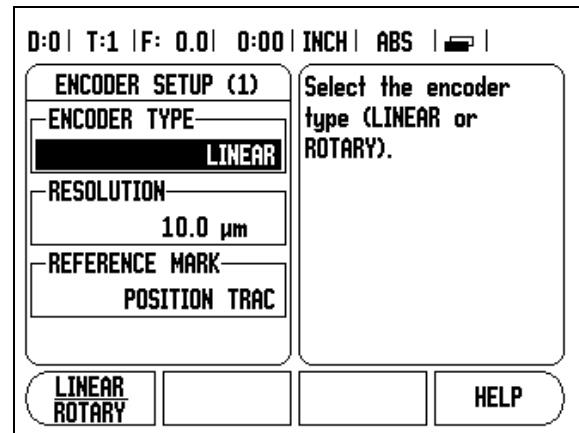 D:0 | T:1 | F: 0.0 | 0:00 | INCH | ABS | |
ENCODER SETUP (1)
ENCODER TYPE
LINEAR
RESOLUTION
10.0 µm
REFERENCE MARK
POSITION TRAC
Select the encoder
type (LINEAR or
ROTARY).
LINEAR
ROTARY
HELP